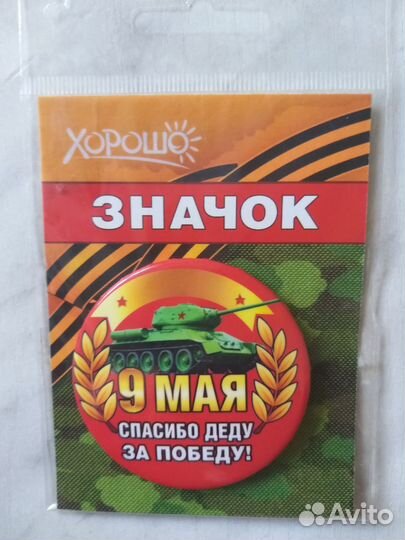 ХОРОШО
ЗНАЧОК
9 МАЯ
СПАСИБО ДЕДУ
ЗА ПОБЕДУ!
Avito